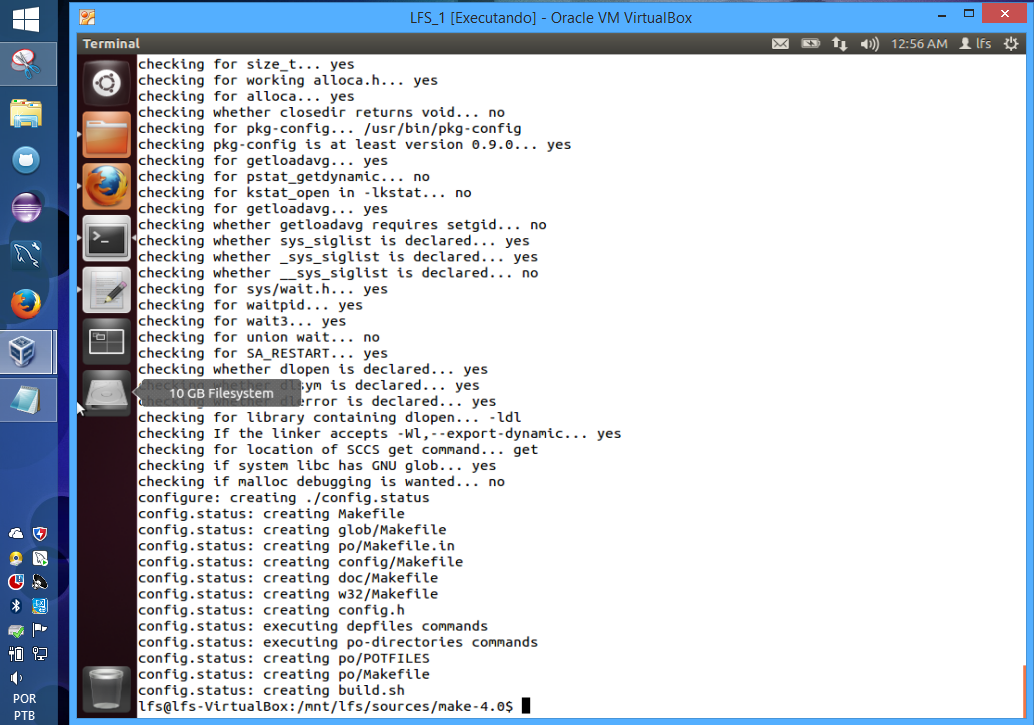 LFS_1 [Executando] - Oracle VM VirtualBox
Terminal
12:56 AM lfs
checking for size_t... yes
checking for working alloca.h... yes
checking for alloca... yes
checking whether closedir returns void... no
checking for pkg-config... /usr/bin/pkg-config
checking pkg-config is at least version 0.9.0... yes
checking for getloadavg... yes
checking for pstat_getdynamic... no
checking for kstat_open in -lkstat... no
checking for getloadavg... yes
checking whether getloadavg requires setgid... no
checking whether sys_siglist is declared... yes
checking whether _sys_siglist is declared... yes
checking whether __sys_siglist is declared... no
checking for sys/wait.h... yes
checking for waitpid... yes
checking for wait3... yes
checking for union wait... no
checking for SA_RESTART... yes
checking whether dlopen is declared... yes
checking whether dlsym is declared... yes
10 GB Filesystem
checking whether dlerror is declared... yes
checking for library containing dlopen... -ldl
checking If the linker accepts -Wl,--export-dynamic... yes
checking for location of SCCS get command... get
checking if system libc has GNU glob... yes
checking if malloc debugging is wanted... no
configure: creating ./config.status
config.status: creating Makefile
config.status: creating glob/Makefile
config.status: creating po/Makefile.in
config.status: creating config/Makefile
config.status: creating doc/Makefile
config.status: creating w32/Makefile
config.status: creating config.h
config.status: executing depfiles commands
config.status: executing po-directories commands
config.status: creating po/POTFILES
config.status: creating po/Makefile
config.status: creating build.sh
lfs@lfs-VirtualBox:/mnt/lfs/sources/make-4.0$
POR
PTB